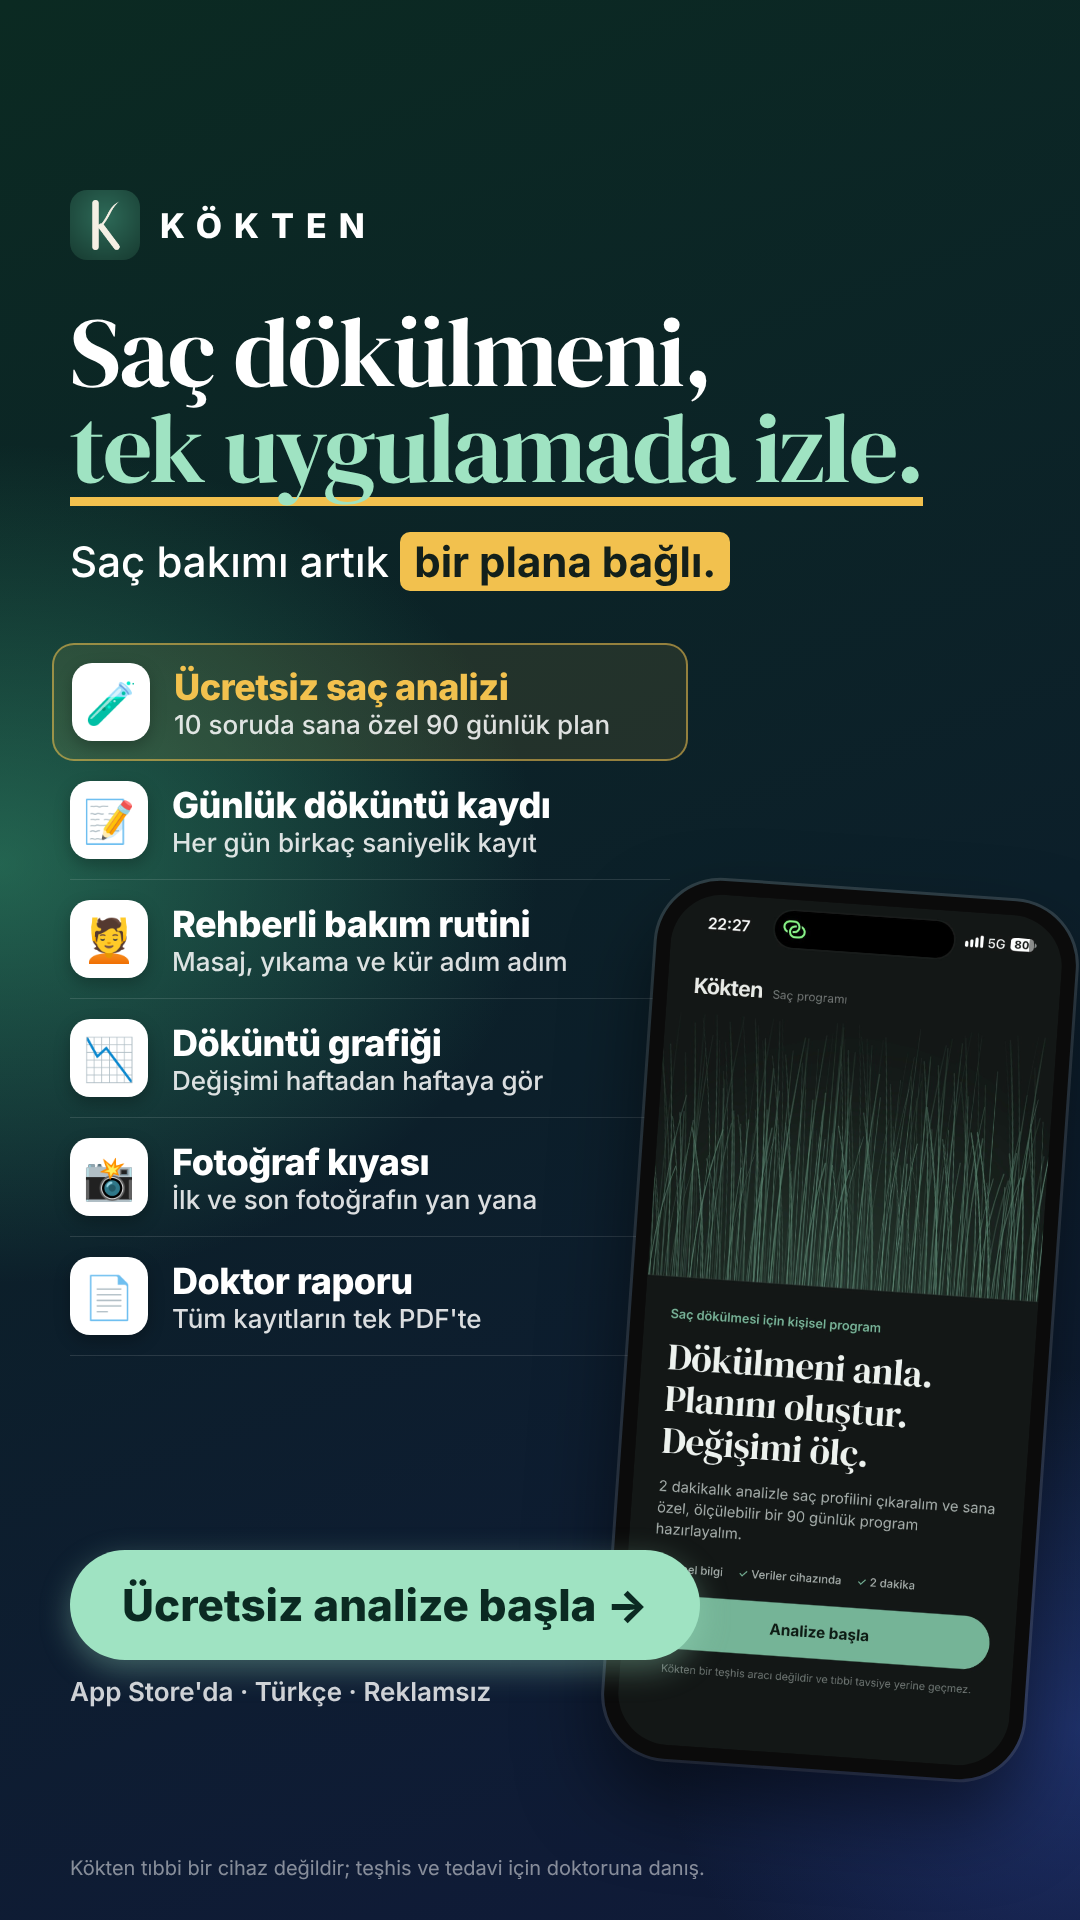 KÖKTEN
Saç dökülmeni,
tek uygulamada izle.
Saç bakımı artık bir plana bağlı.
Ücretsiz saç analizi
10 soruda sana özel 90 günlük plan
Günlük döküntü kaydı
Her gün birkaç saniyelik kayıt
Rehberli bakım rutini
Masaj, yıkama ve kür adım adım
Döküntü grafiği
Değişimi haftadan haftaya gör
Fotoğraf kıyası
İlk ve son fotoğrafın yan yana
Doktor raporu
Tüm kayıtların tek PDF'te
22:27 5G 80
Kökten Saç programı
Saç dökülmesi için kişisel program
Dökülmeni anla.
Planını oluştur.
Değişimi ölç.
2 dakikalık analizle saç profilini çıkaralım ve sana
özel, ölçülebilir bir 90 günlük program
hazırlayalım.
bilgi ✓ Veriler cihazında ✓ 2 dakika
Analize başla
Kökten bir teşhis aracı değildir ve tıbbi tavsiye yerine geçmez.
Ücretsiz analize başla →
App Store'da · Türkçe · Reklamsız
Kökten tıbbi bir cihaz değildir; teşhis ve tedavi için doktoruna danış.